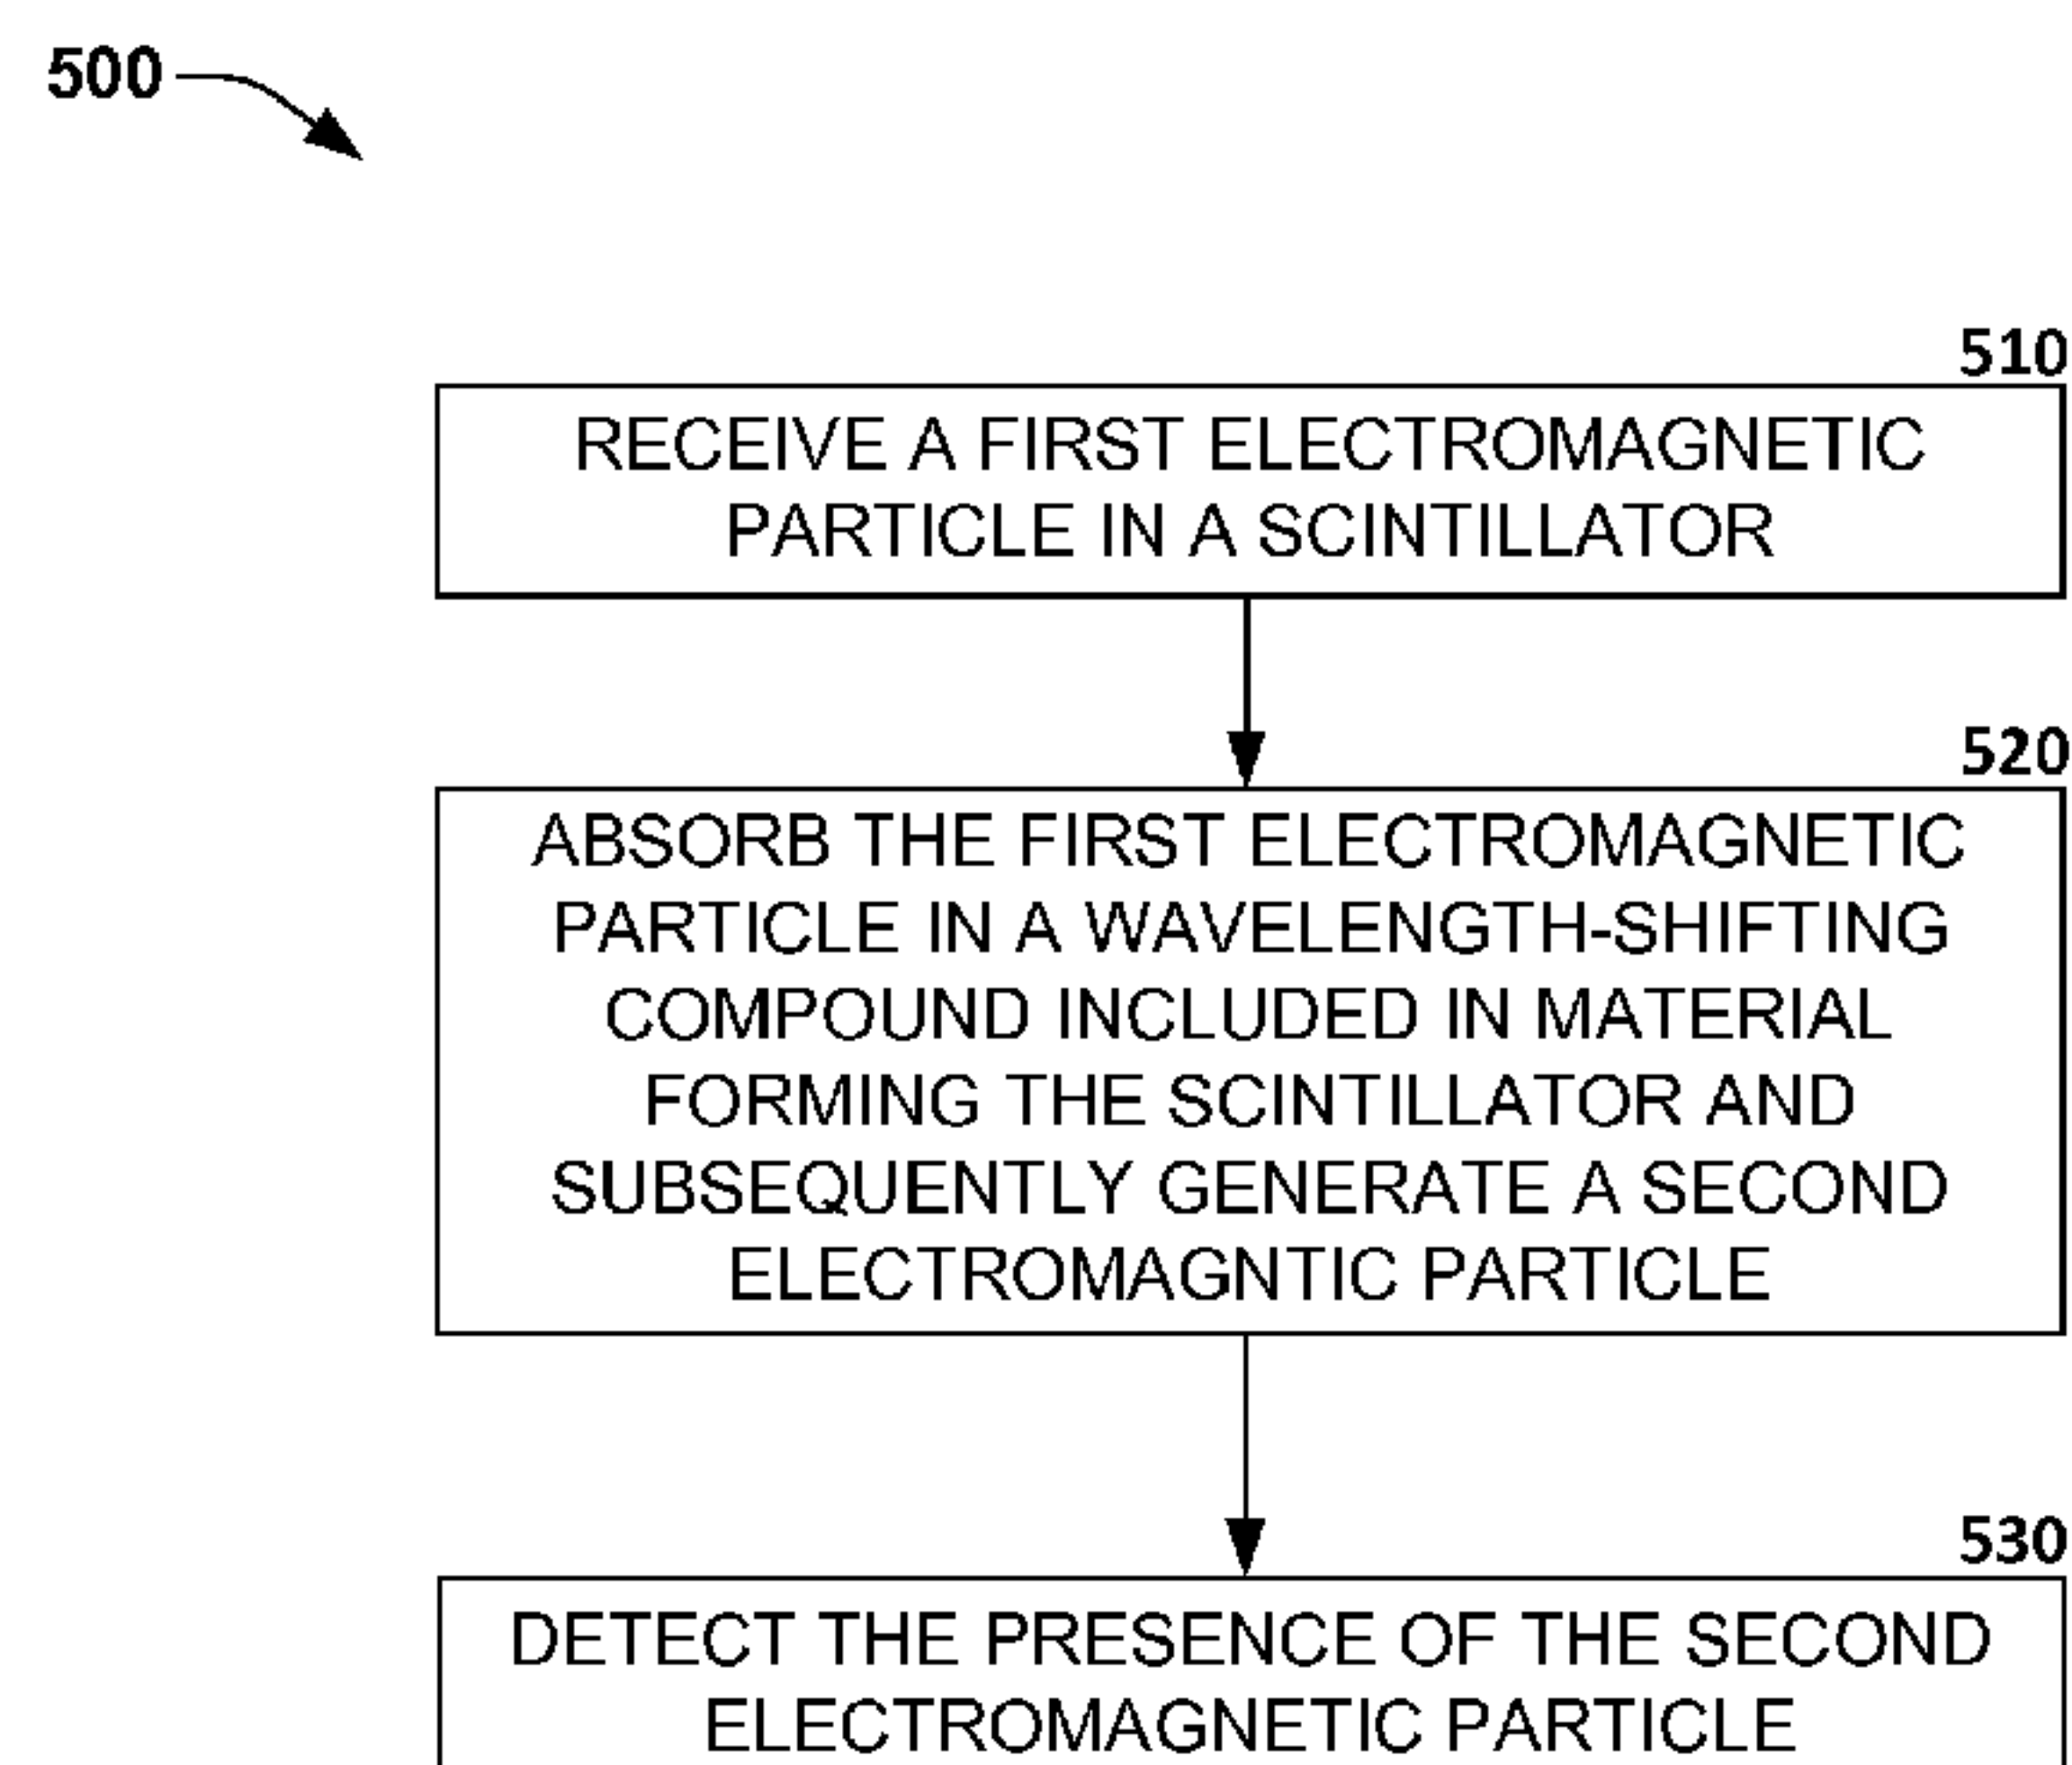 500
510
RECEIVE A FIRST ELECTROMAGNETIC
PARTICLE IN A SCINTILLATOR
520
ABSORB THE FIRST ELECTROMAGNETIC
PARTICLE IN A WAVELENGTH-SHIFTING
COMPOUND INCLUDED IN MATERIAL
FORMING THE SCINTILLATOR AND
SUBSEQUENTLY GENERATE A SECOND
ELECTROMAGNTIC PARTICLE
530
DETECT THE PRESENCE OF THE SECOND
ELECTROMAGNETIC PARTICLE